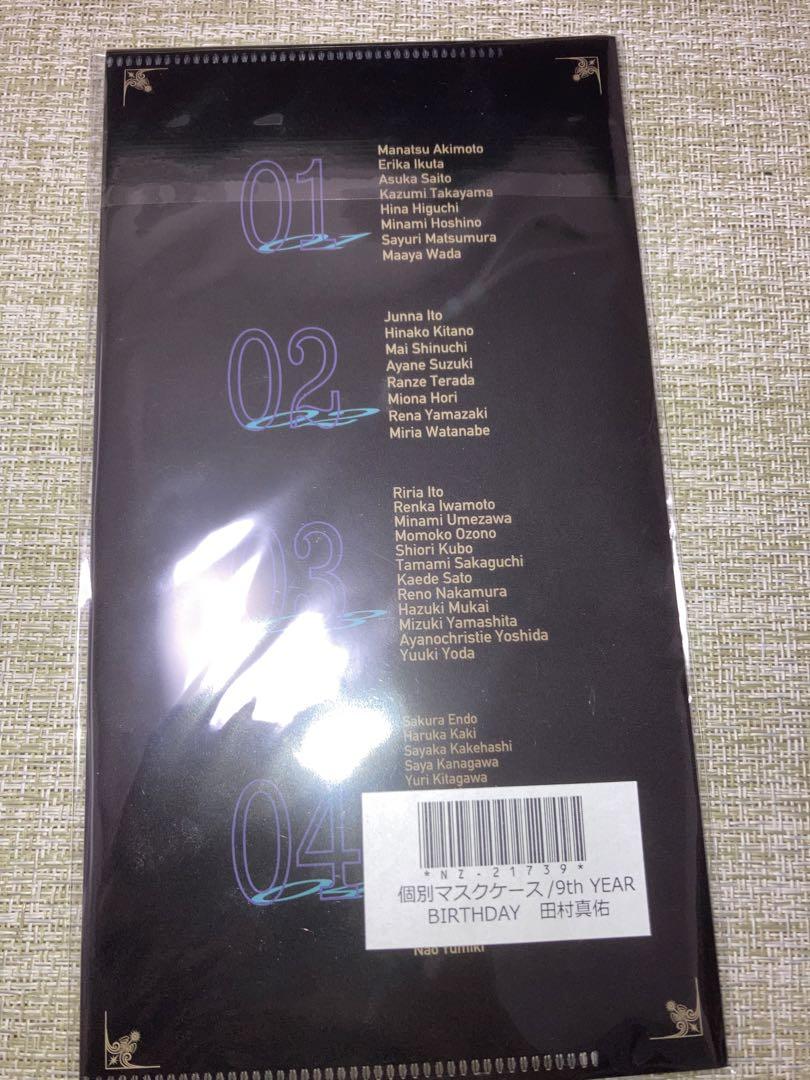 01
01
Manatsu Akimoto
Erika Ikuta
Asuka Saito
Kazumi Takayama
Hina Higuchi
Minami Hoshino
Sayuri Matsumura
Maaya Wada
02
02
Junna Ito
Hinako Kitano
Mai Shinuchi
Ayane Suzuki
Ranze Terada
Miona Hori
Rena Yamazaki
Miria Watanabe
03
03
Riria Ito
Renka Iwamoto
Minami Umezawa
Momoko Ozono
Shiori Kubo
Tamami Sakaguchi
Kaede Sato
Reno Nakamura
Hazuki Mukai
Mizuki Yamashita
Ayanochristie Yoshida
Yuuki Yoda
04
Sakura Endo
Haruka Kaki
Sayaka Kakehashi
Saya Kanagawa
Yuri Kitagawa
*NZ-21739*
個別マスクケース/9th YEAR
BIRTHDAY 田村真佑
Nao Yumiki